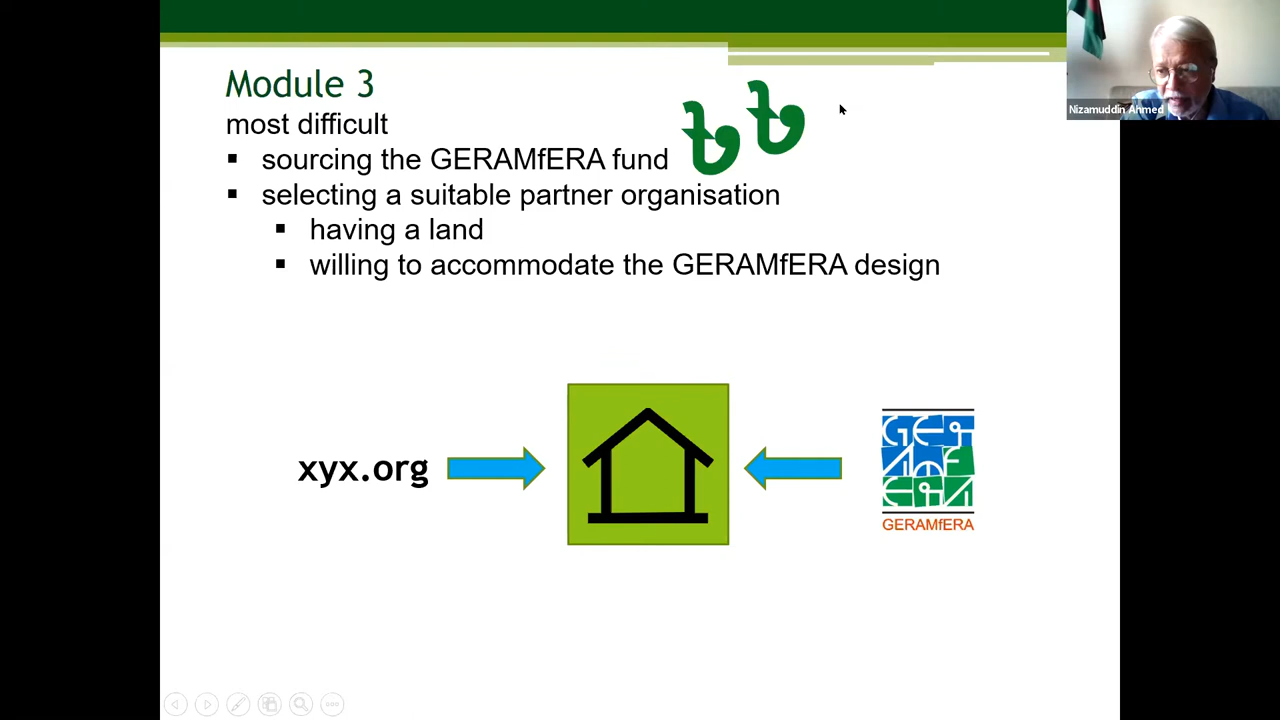 Module 3
most difficult
▪ sourcing the GERAMfERA fund ৳ ৳
▪ selecting a suitable partner organisation
▪ having a land
▪ willing to accommodate the GERAMfERA design
xyx.org
GERAMfERA
GERAMfERA
Nizamuddin Ahmed